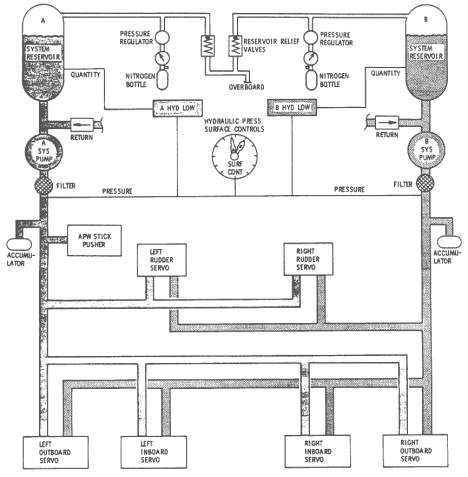 A
B
PRESSURE
REGULATOR
RESERVOIR RELIEF
VALVES
PRESSURE
REGULATOR
SYSTEM
RESERVOIR
SYSTEM
RESERVOIR
QUANTITY
NITROGEN
BOTTLE
OVERBOARD
NITROGEN
BOTTLE
QUANTITY
A HYD LOW
B HYD LOW
HYDRAULIC PRESS
SURFACE CONTROLS
RETURN
RETURN
A
SYS
PUMP
SURF
CONT
B
SYS
PUMP
FILTER
FILTER
PRESSURE
PRESSURE
ACCUMU-
LATOR
APW STICK
PUSHER
LEFT
RUDDER
SERVO
RIGHT
RUDDER
SERVO
ACCUMU-
LATOR
LEFT
OUTBOARD
SERVO
LEFT
INBOARD
SERVO
RIGHT
INBOARD
SERVO
RIGHT
OUTBOARD
SERVO